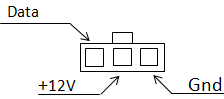 Data
+12V
Gnd